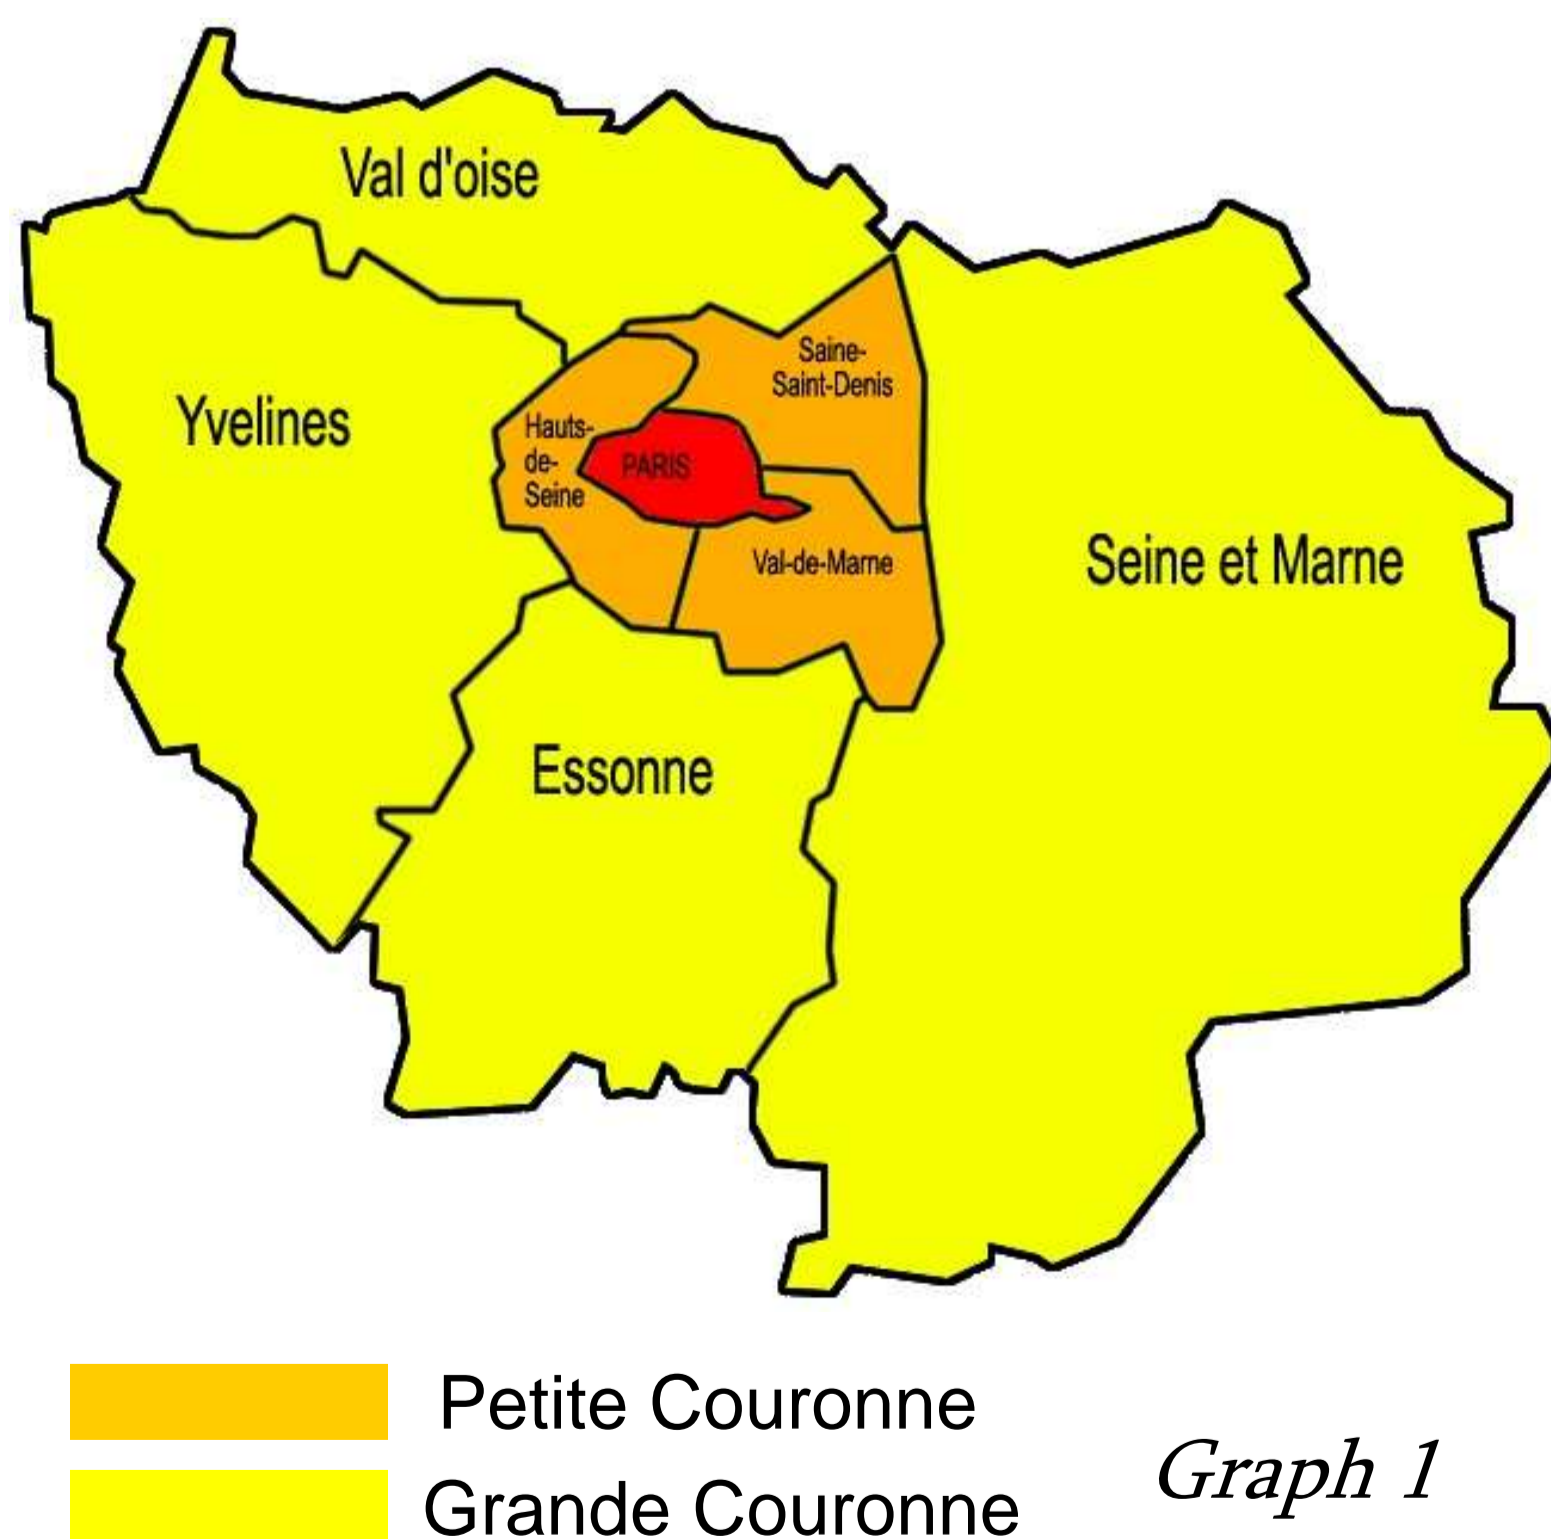 Val d'oise
Saine-
Saint-Denis
Yvelines
Hauts-
de-
Seine
PARIS
Seine et Marne
Val-de-Marne
Essonne
Petite Couronne
Grande Couronne
Graph 1